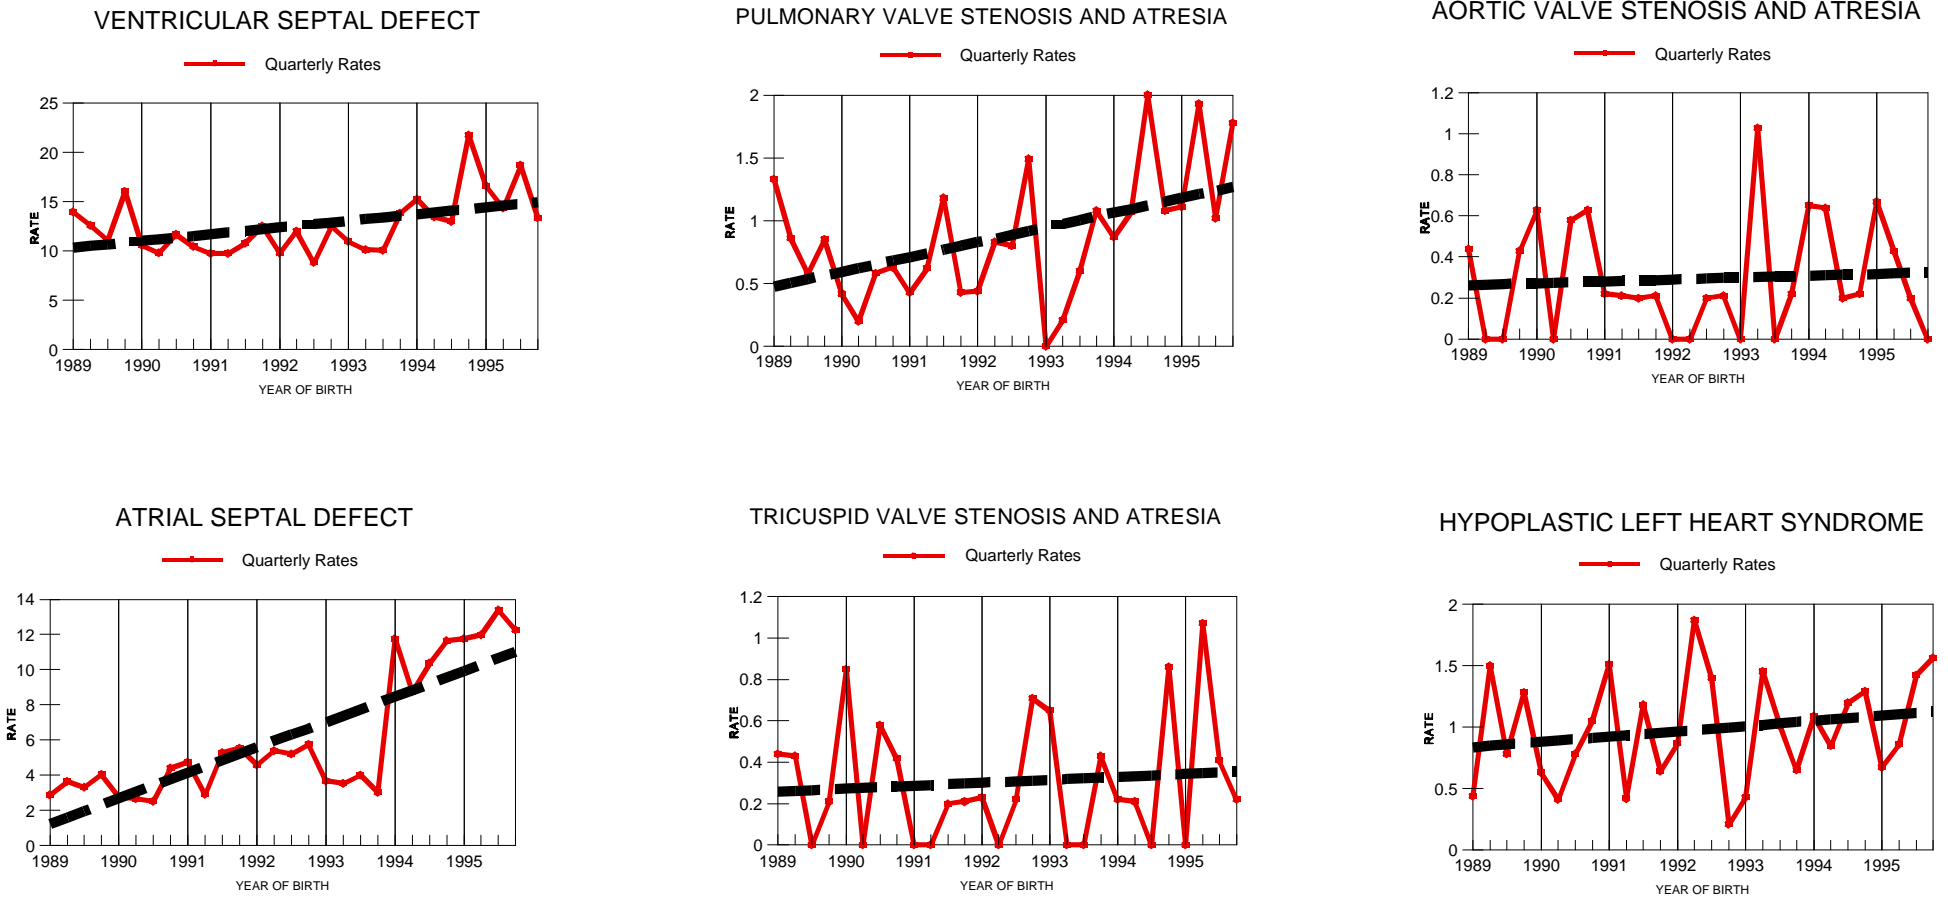 VENTRICULAR SEPTAL DEFECT
Quarterly Rates
25
20
15
10
5
0
RATE
1989 1990 1991 1992 1993 1994 1995
YEAR OF BIRTH
PULMONARY VALVE STENOSIS AND ATRESIA
Quarterly Rates
2
1.5
1
0.5
0
RATE
1989 1990 1991 1992 1993 1994 1995
YEAR OF BIRTH
AORTIC VALVE STENOSIS AND ATRESIA
Quarterly Rates
1.2
1
0.8
0.6
0.4
0.2
0
RATE
1989 1990 1991 1992 1993 1994 1995
YEAR OF BIRTH
ATRIAL SEPTAL DEFECT
Quarterly Rates
14
12
10
8
6
4
2
0
RATE
1989 1990 1991 1992 1993 1994 1995
YEAR OF BIRTH
TRICUSPID VALVE STENOSIS AND ATRESIA
Quarterly Rates
1.2
1
0.8
0.6
0.4
0.2
0
RATE
1989 1990 1991 1992 1993 1994 1995
YEAR OF BIRTH
HYPOPLASTIC LEFT HEART SYNDROME
Quarterly Rates
2
1.5
1
0.5
0
RATE
1989 1990 1991 1992 1993 1994 1995
YEAR OF BIRTH